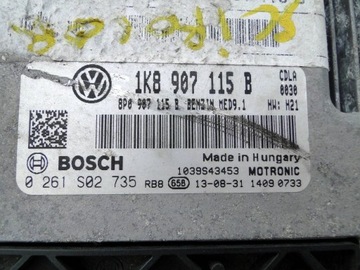 1K8 907 115 B
CDLA
0030
8P0 907 115 B BENZIN MED9.1
HW: H21
BOSCH
Made in Hungary
1039S43453 MOTRONIC
0 261 S02 735 RB8 658 13-08-31 1409 0733